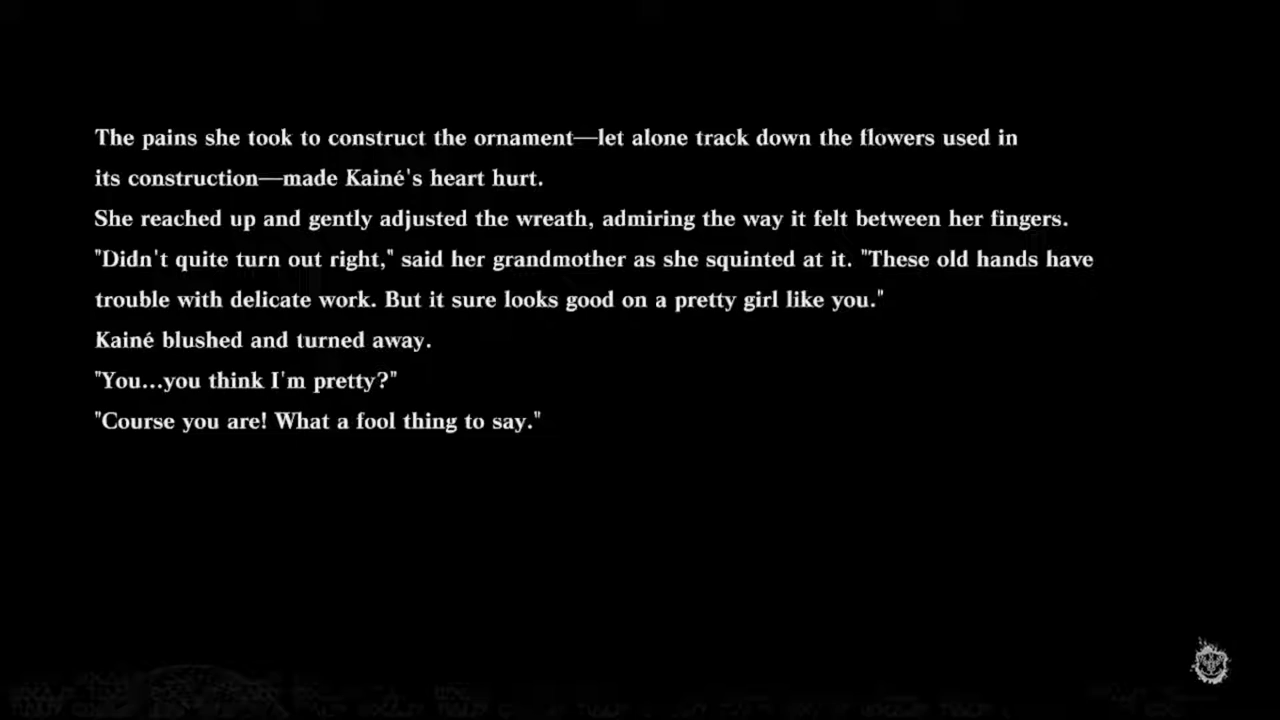 The pains she took to construct the ornament—let alone track down the flowers used in
its construction—made Kainé's heart hurt.
She reached up and gently adjusted the wreath, admiring the way it felt between her fingers.
"Didn't quite turn out right," said her grandmother as she squinted at it. "These old hands have
trouble with delicate work. But it sure looks good on a pretty girl like you."
Kainé blushed and turned away.
"You...you think I'm pretty?"
"Course you are! What a fool thing to say."